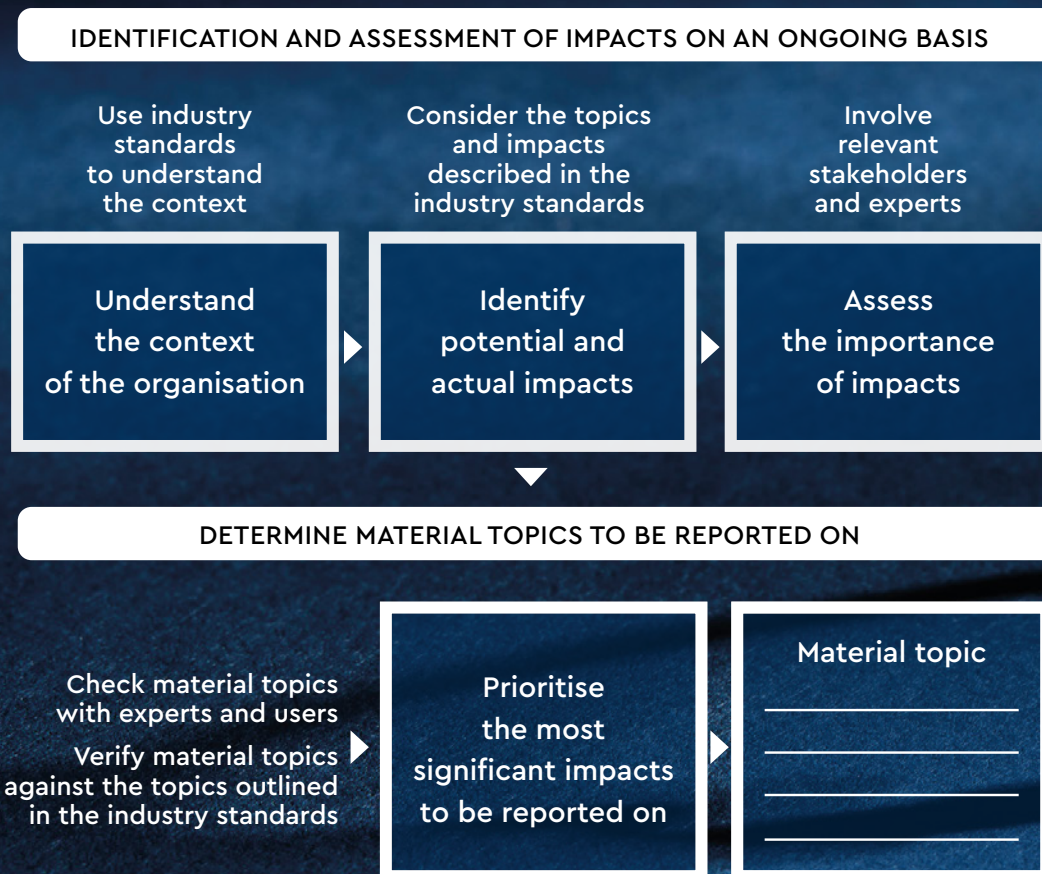 IDENTIFICATION AND ASSESSMENT OF IMPACTS ON AN ONGOING BASIS
Use industry
standards
to understand
the context
Consider the topics
and impacts
described in the
industry standards
Involve
relevant
stakeholders
and experts
Understand
the context
of the organisation
Identify
potential and
actual impacts
Assess
the importance
of impacts
DETERMINE MATERIAL TOPICS TO BE REPORTED ON
Check material topics
with experts and users
Verify material topics
against the topics outlined
in the industry standards
Prioritise
the most
significant impacts
to be reported on
Material topic